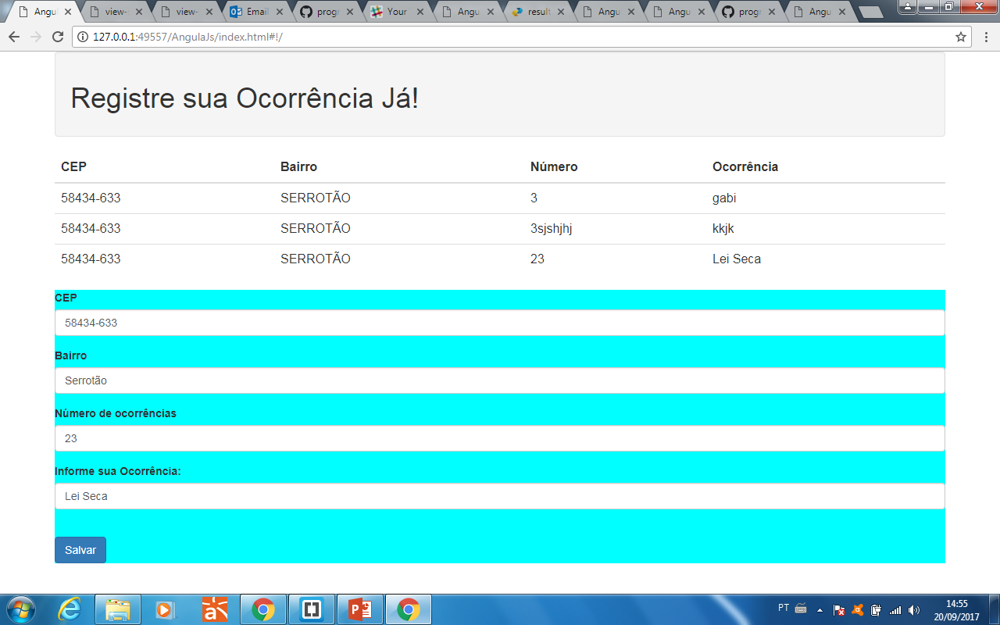 Angul
view-
view-
Email
progr
Your
Angu
result
Angu
Angu
progr
Angu
127.0.0.1:49557/AngulaJs/index.html#!/
Registre sua Ocorrência Já!
CEP Bairro Número Ocorrência
58434-633 SERROTÃO 3 gabi
58434-633 SERROTÃO 3sjshjhj kkjk
58434-633 SERROTÃO 23 Lei Seca
CEP
58434-633
Bairro
Serrotão
Número de ocorrências
23
Informe sua Ocorrência:
Lei Seca
Salvar
PT
14:55
20/09/2017